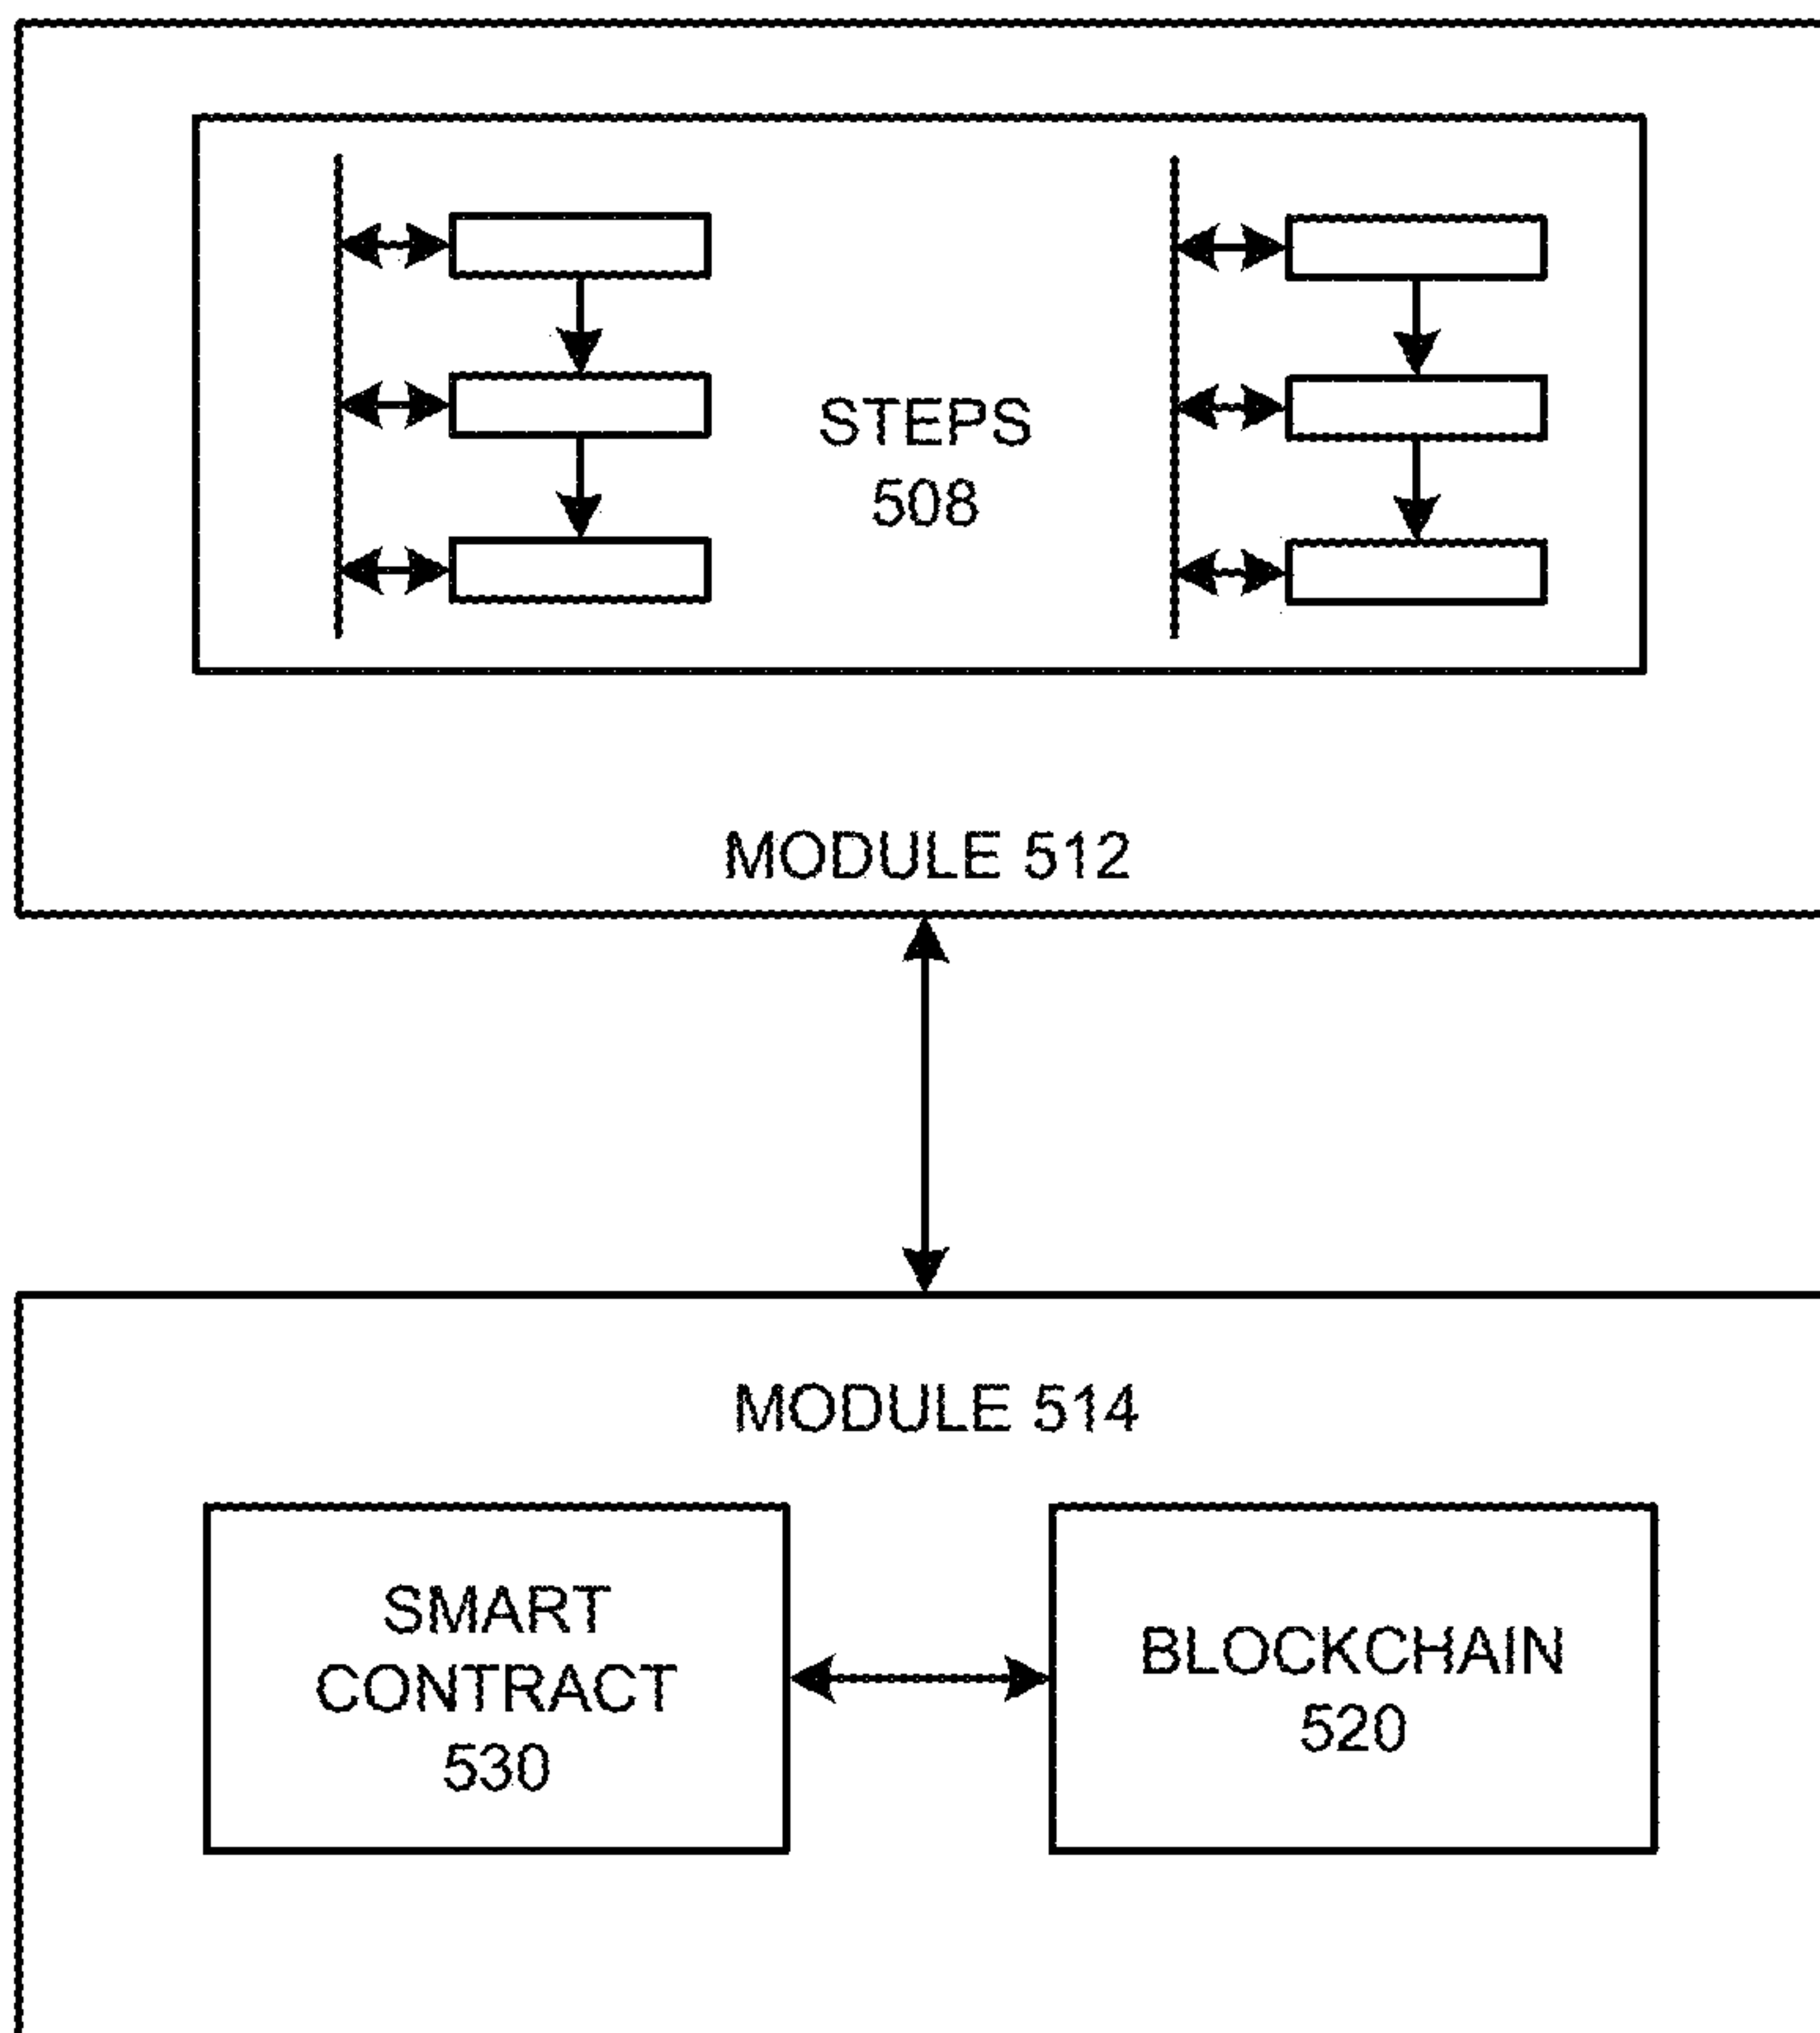 STEPS
508
MODULE 512
MODULE 514
SMART
CONTRACT
530
BLOCKCHAIN
520